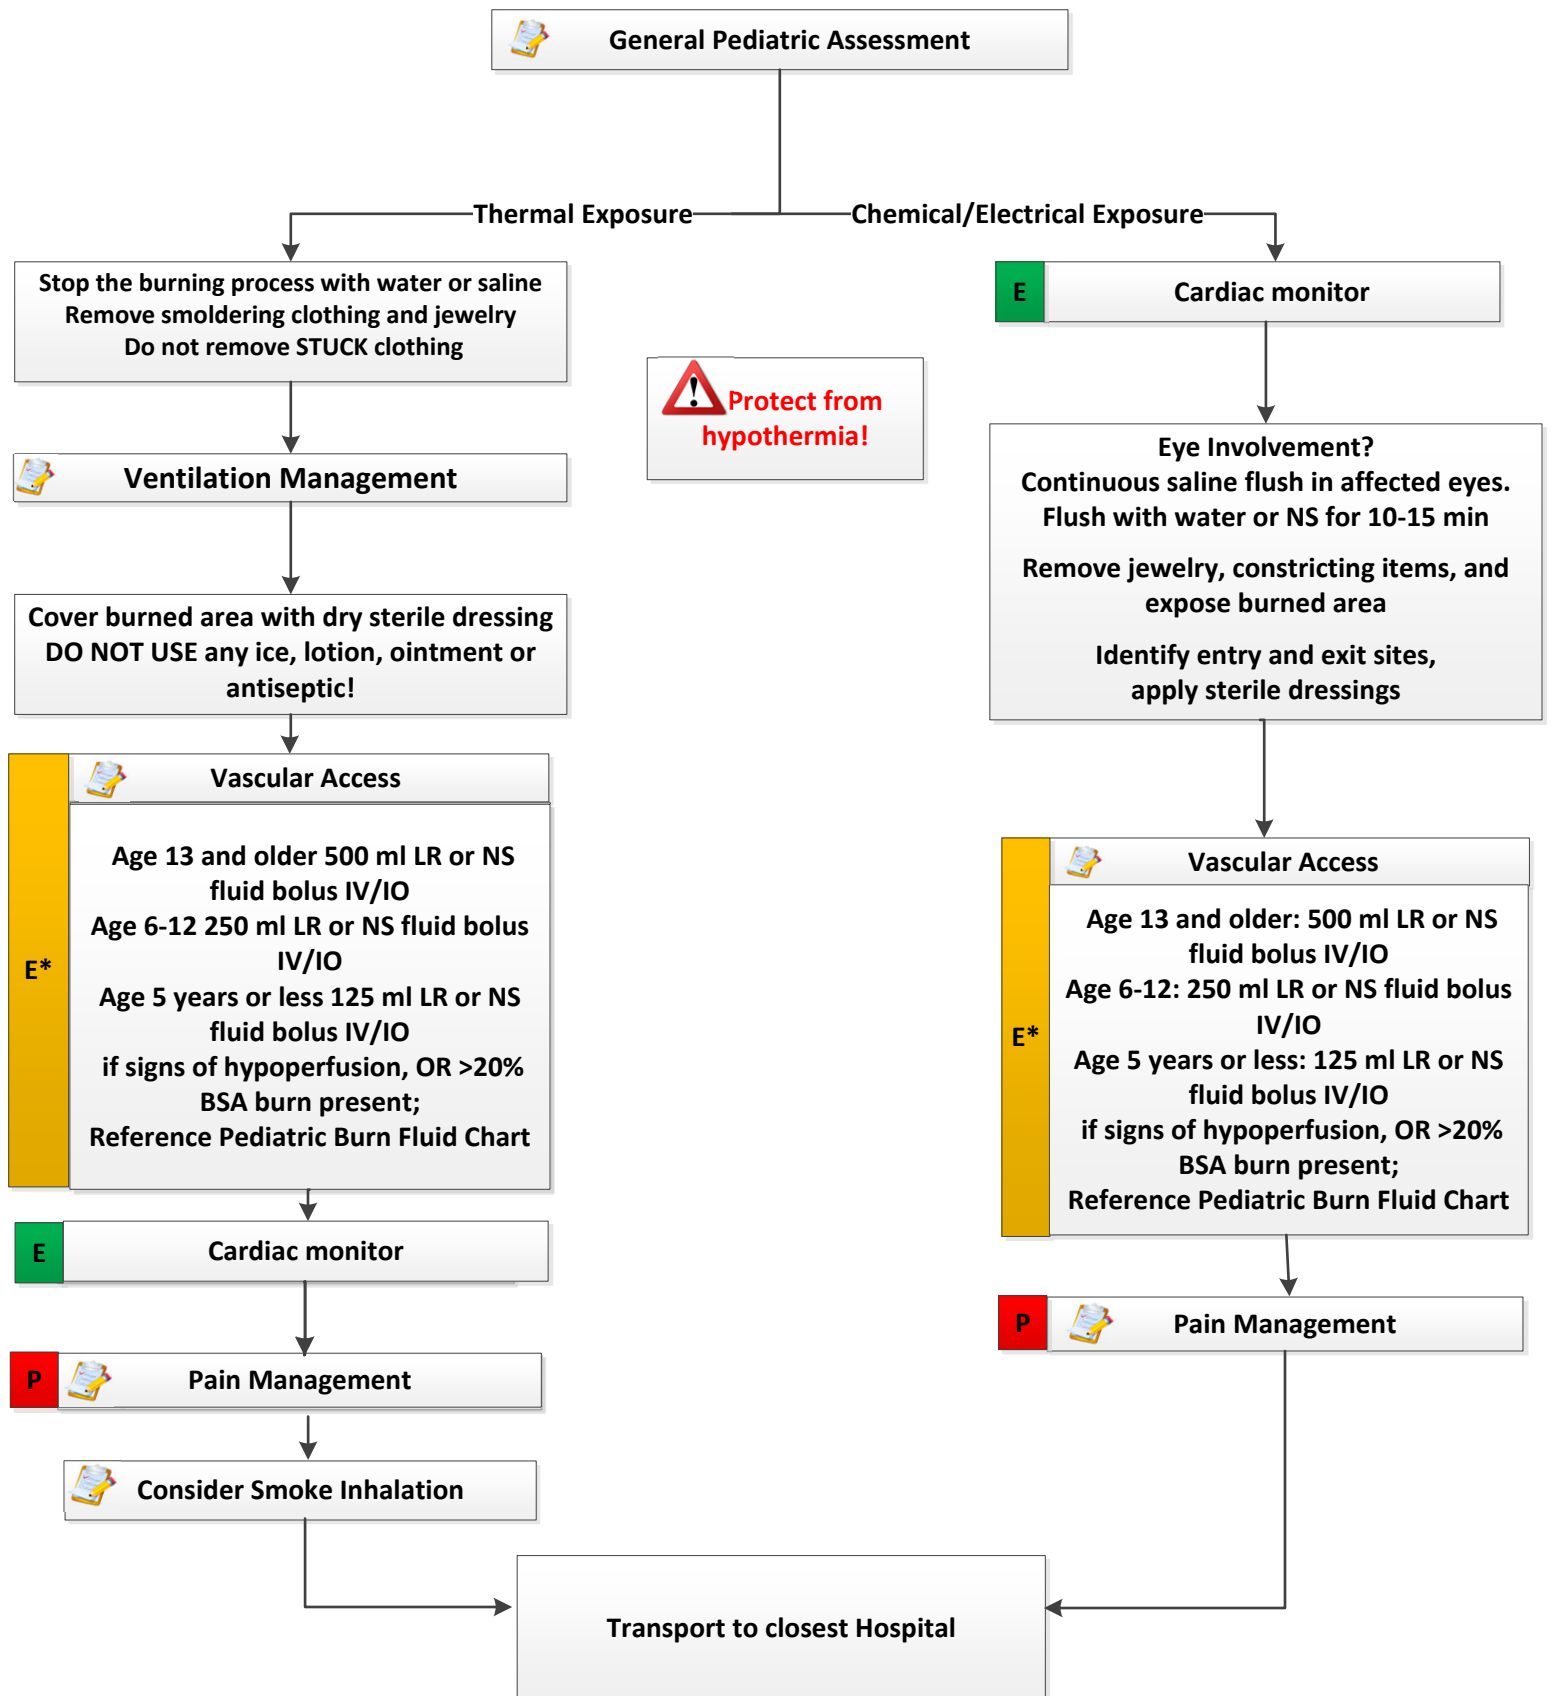 General Pediatric Assessment
Thermal Exposure
Chemical/Electrical Exposure
Stop the burning process with water or saline
Remove smoldering clothing and jewelry
Do not remove STUCK clothing
Ventilation Management
Cover burned area with dry sterile dressing
DO NOT USE any ice, lotion, ointment or
antiseptic!
E*
Vascular Access
Age 13 and older 500 ml LR or NS
fluid bolus IV/IO
Age 6-12 250 ml LR or NS fluid bolus
IV/IO
Age 5 years or less 125 ml LR or NS
fluid bolus IV/IO
if signs of hypoperfusion, OR >20%
BSA burn present;
Reference Pediatric Burn Fluid Chart
E
Cardiac monitor
P
Pain Management
Consider Smoke Inhalation
Protect from
hypothermia!
E
Cardiac monitor
Eye Involvement?
Continuous saline flush in affected eyes.
Flush with water or NS for 10-15 min
Remove jewelry, constricting items, and
expose burned area
Identify entry and exit sites,
apply sterile dressings
E*
Vascular Access
Age 13 and older: 500 ml LR or NS
fluid bolus IV/IO
Age 6-12: 250 ml LR or NS fluid bolus
IV/IO
Age 5 years or less: 125 ml LR or NS
fluid bolus IV/IO
if signs of hypoperfusion, OR >20%
BSA burn present;
Reference Pediatric Burn Fluid Chart
P
Pain Management
Transport to closest Hospital